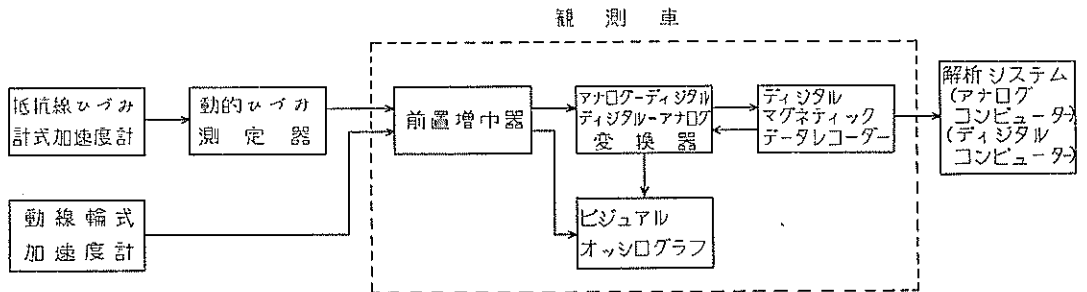 観測車
抵抗線ひづみ
計式加速度計
動的ひづみ
測定器
前置増中器
アナログーディジタル
ディジタルーアナログ
変換器
ディジタル
マグネティック
データレコーダー
解析システム
(アナログ
コンピューター)
(ディジタル
コンピューター)
動線輪式
加速度計
ビジュアル
オッシログラフ